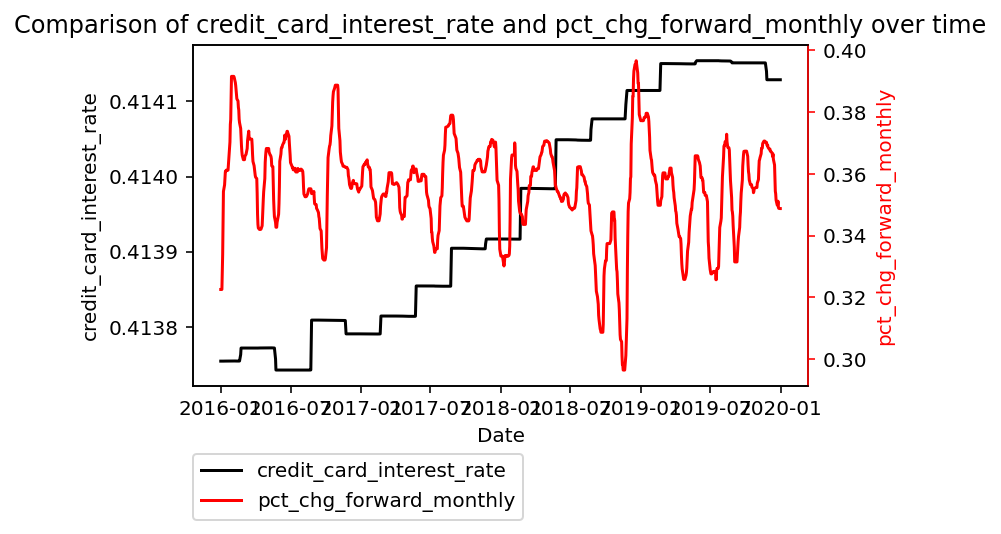 Comparison of credit_card_interest_rate and pct_chg_forward_monthly over time
credit_card_interest_rate
0.4141
0.4140
0.4139
0.4138
0.40
0.38
0.36
0.34
0.32
0.30
pct_chg_forward_monthly
2016-01 2016-07 2017-01 2017-07 2018-01 2018-07 2019-01 2019-07 2020-01
Date
credit_card_interest_rate
pct_chg_forward_monthly